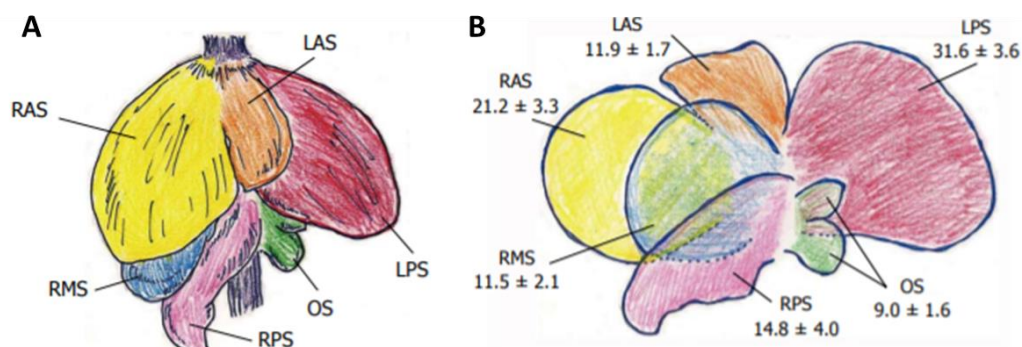 A
LAS
RAS
RMS
RPS
OS
LPS
B
LAS
11.9 ± 1.7
LPS
31.6 ± 3.6
RAS
21.2 ± 3.3
RMS
11.5 ± 2.1
RPS
14.8 ± 4.0
OS
9.0 ± 1.6